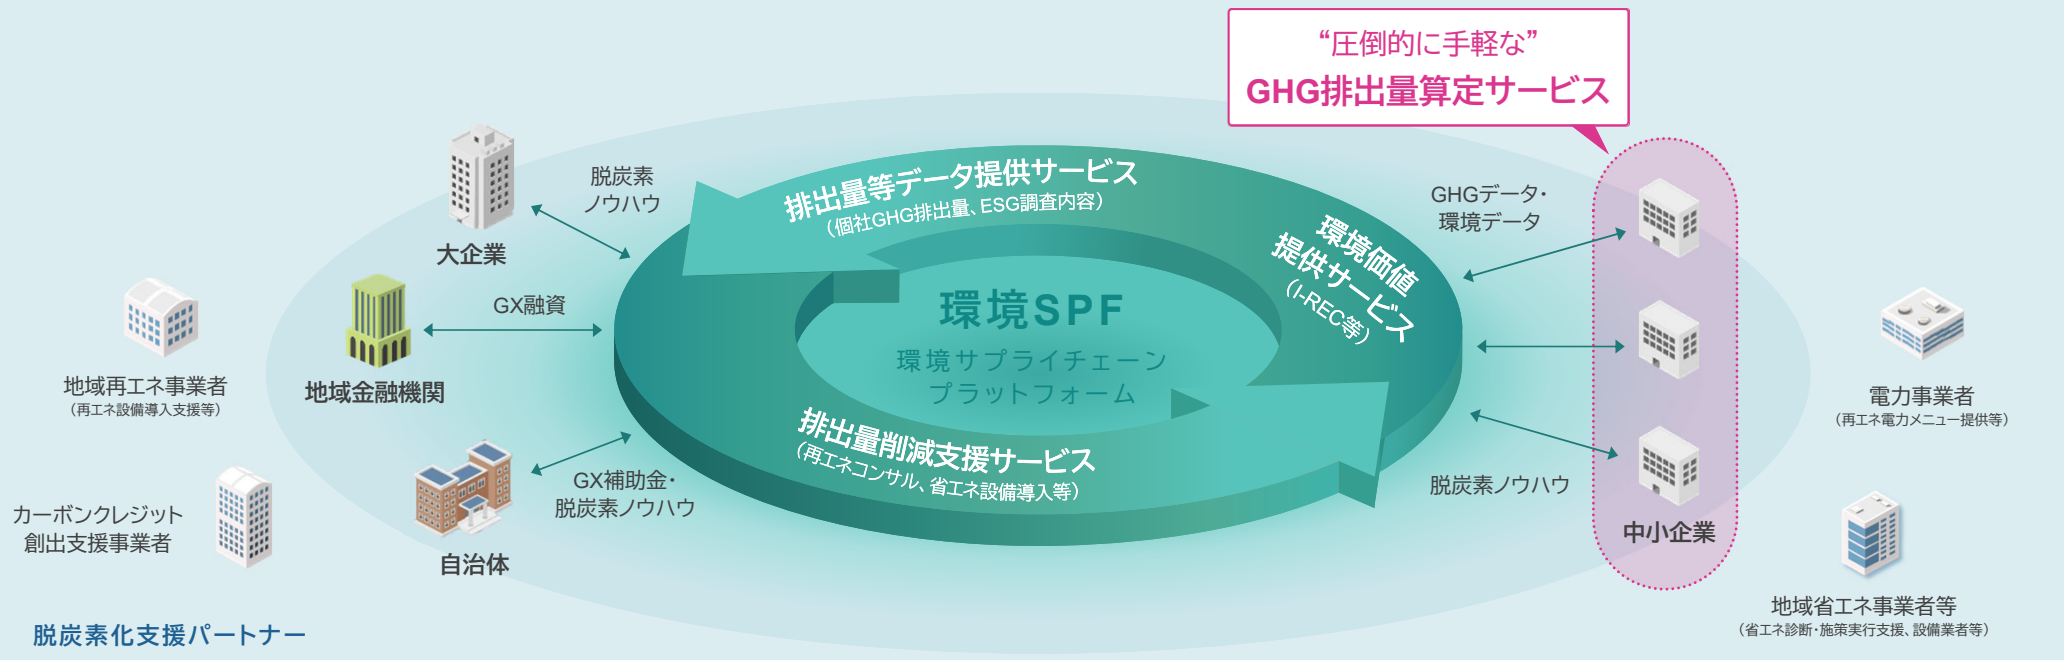 “圧倒的に手軽な”
GHG排出量算定サービス
排出量等データ提供サービス
（個社GHG排出量、ESG調査内容）
環境価値
提供サービス
（I-REC等）
環境SPF
環境サプライチェーン
プラットフォーム
排出量削減支援サービス
（再エネコンサル、省エネ設備導入等）
脱炭素
ノウハウ
大企業
GX融資
地域金融機関
GX補助金・
脱炭素ノウハウ
自治体
地域再エネ事業者
（再エネ設備導入支援等）
カーボンクレジット
創出支援事業者
脱炭素化支援パートナー
GHGデータ・
環境データ
脱炭素ノウハウ
中小企業
電力事業者
（再エネ電力メニュー提供等）
地域省エネ事業者等
（省エネ診断・施策実行支援、設備業者等）